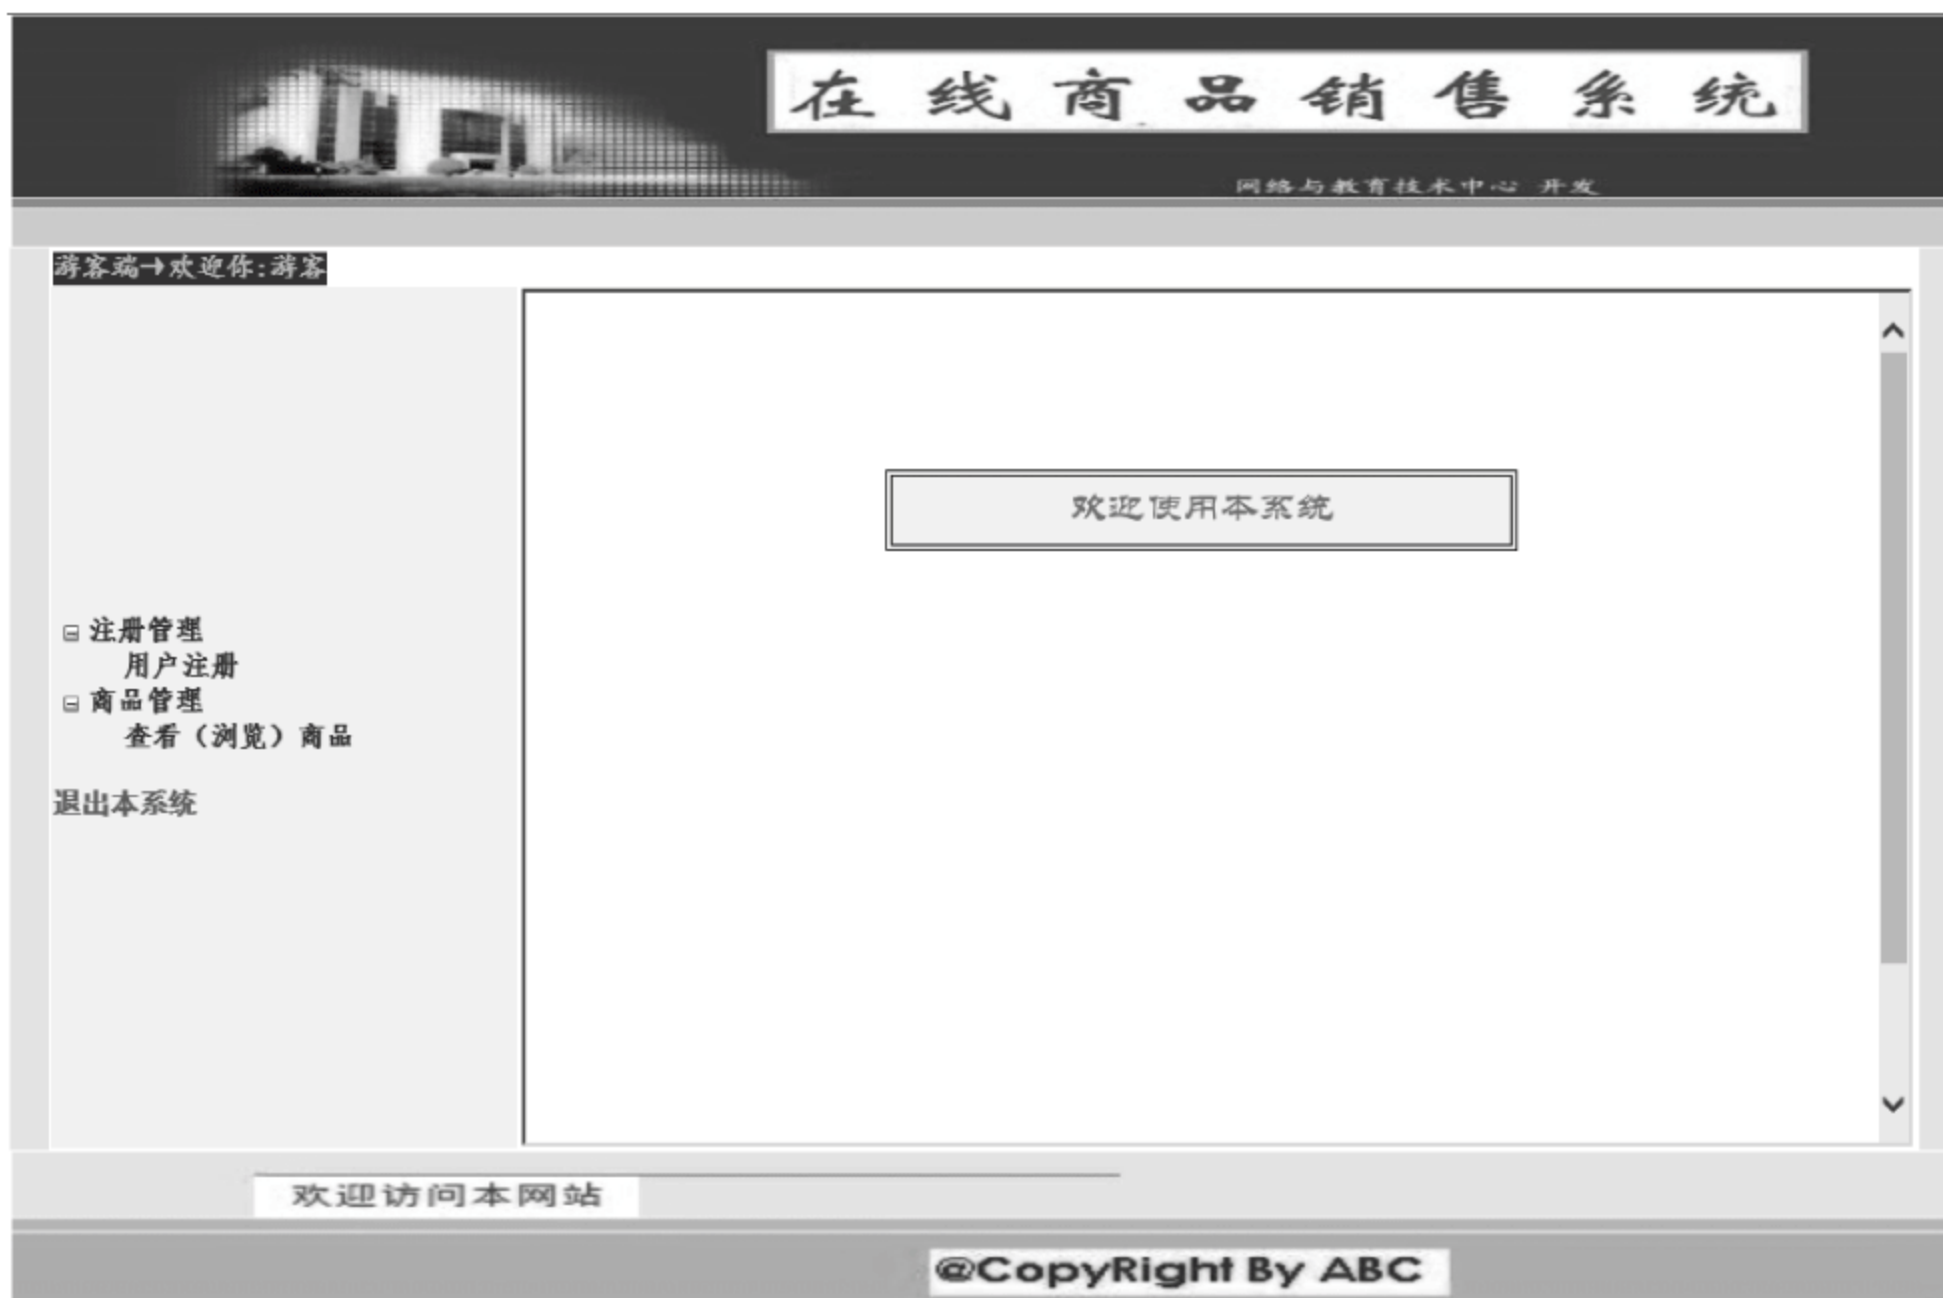 在线商品销售系统
网络与教育技术中心 开发
游客端→欢迎你:游客
欢迎使用本系统
注册管理
用户注册
商品管理
查看（浏览）商品
退出本系统
欢迎访问本网站
@CopyRight By ABC